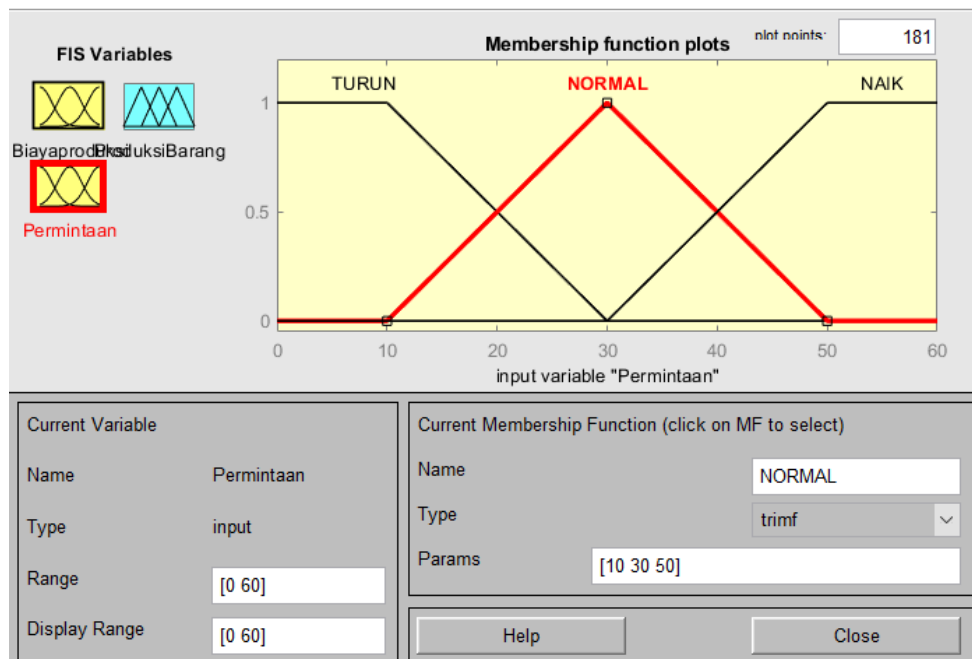 FIS Variables
Membership function plots
plot points:
181
Biayaproduksi
ProduksiBarang
Permintaan
TURUN
NORMAL
NAIK
1
0.5
0
0
10
20
30
40
50
60
input variable "Permintaan"
Current Variable
Name
Permintaan
Type
input
Range
[0 60]
Display Range
[0 60]
Current Membership Function (click on MF to select)
Name
NORMAL
Type
trimf
Params
[10 30 50]
Help
Close